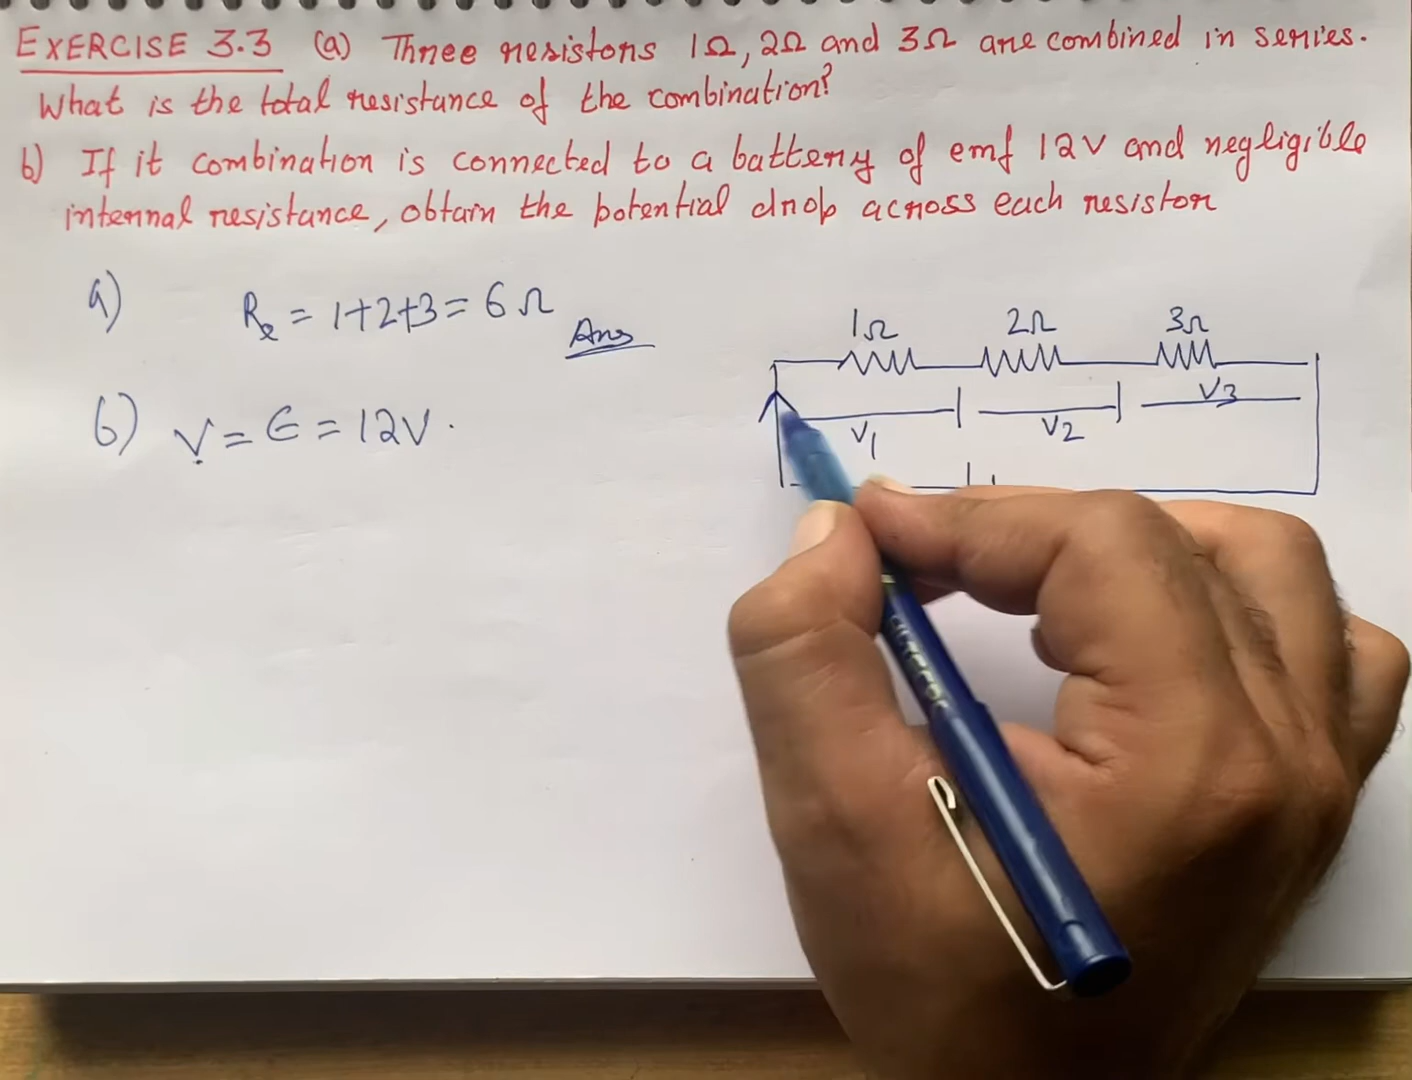 EXERCISE 3.3 (a) Three resistors 1Ω, 2Ω and 3Ω are combined in series.
What is the total resistance of the combination?
b) If it combination is connected to a battery of emf 12V and negligible
internal resistance, obtain the potential drop across each resistor
a) = 1+2+3 = 6Ω
Ans
1Ω 2Ω 3Ω
V1 V2 V3
b) V = ε = 12V.